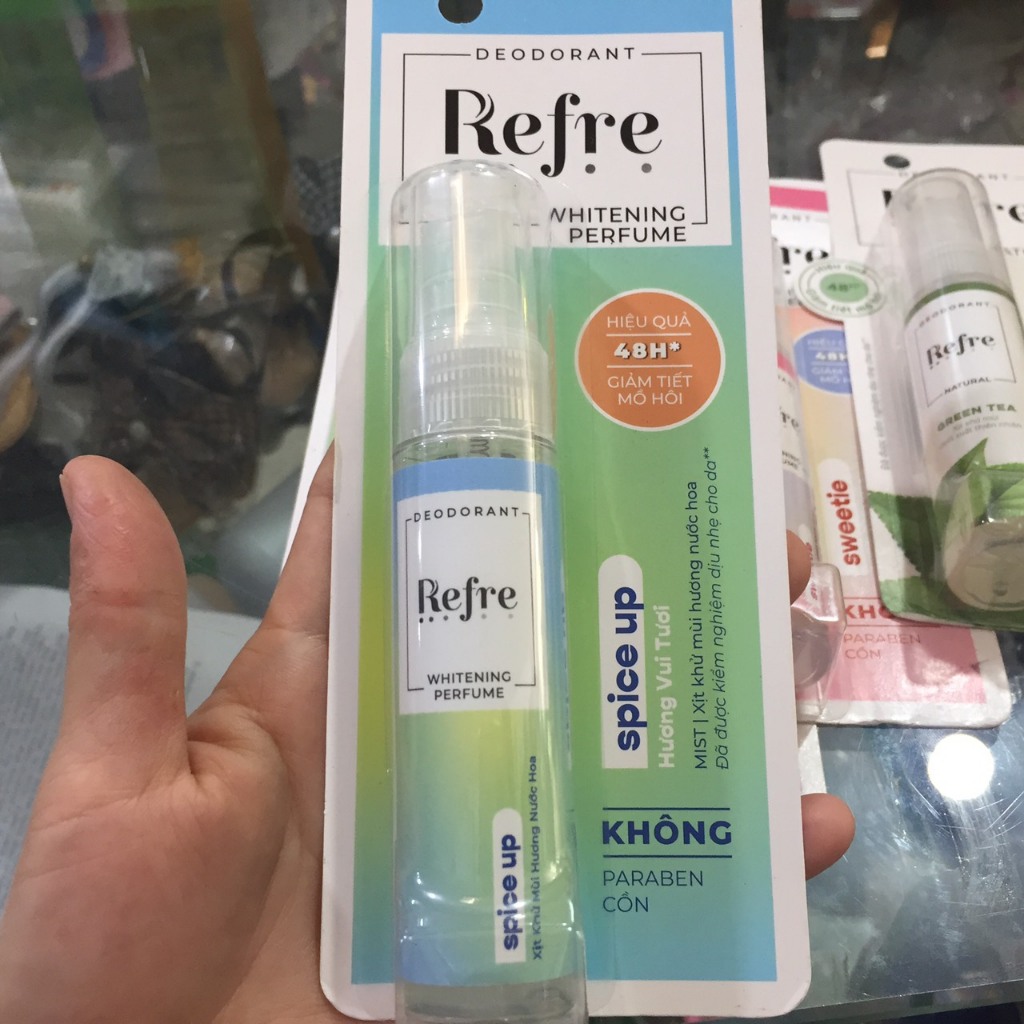 DEODORANT
Refre
WHITENING
PERFUME
HIỆU QUẢ
48H*
GIẢM TIẾT
MỒ HÔI
spice up
Hương Vui Tươi
MIST | Xịt khử mùi hương nước hoa
Đã được kiểm nghiệm dịu nhẹ cho da**
KHÔNG
PARABEN
CỒN
DEODORANT
Refre
WHITENING
PERFUME
spice up
Xịt Khử Mùi Hương Nước Hoa
sweetie
PARABEN
CỒN
DEODORANT
Refre
NATURAL
GREEN TEA